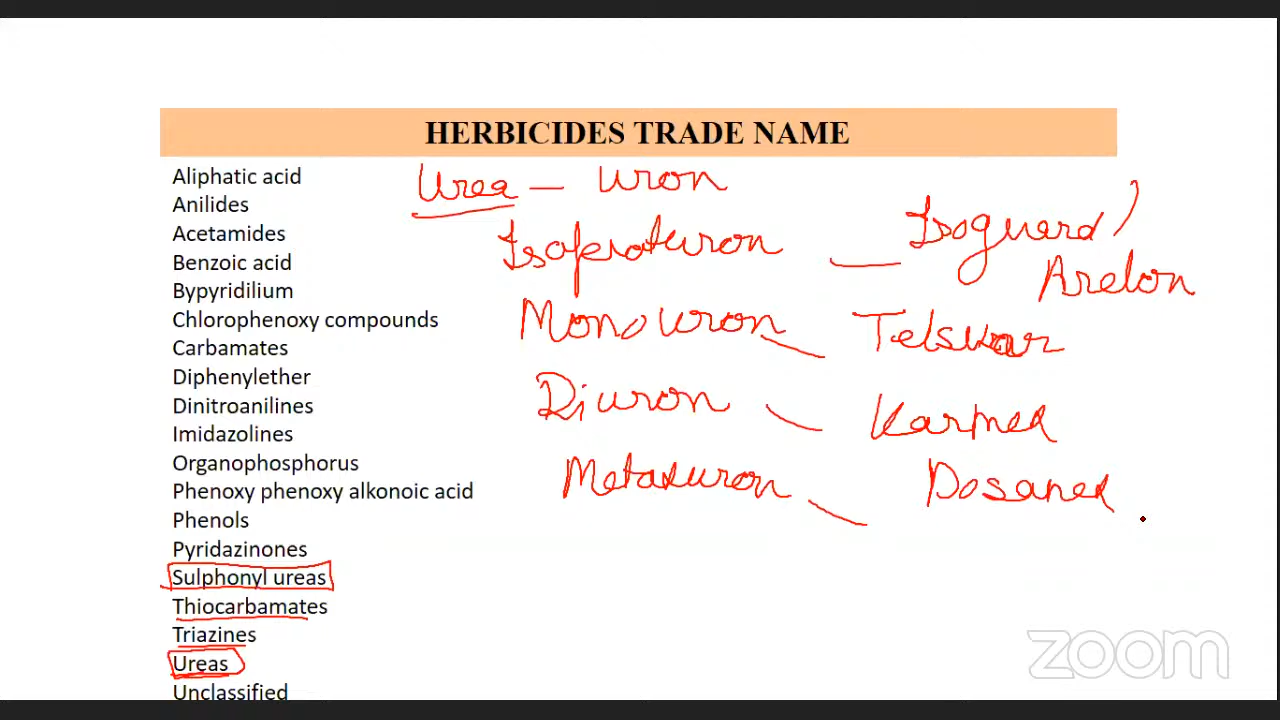 HERBICIDES TRADE NAME
Aliphatic acid
Anilides
Acetamides
Benzoic acid
Bypyridilium
Chlorophenoxy compounds
Carbamates
Diphenylether
Dinitroanilines
Imidazolines
Organophosphorus
Phenoxy phenoxy alkonoic acid
Phenols
Pyridazinones
Sulphonyl ureas
Thiocarbamates
Triazines
Ureas
Unclassified
Urea — Uron
Isoproturon — Isoguard /
Arelon
Monouron — Telskar
Diuron — Karmex
Metaxuron — Dosanex
zoom